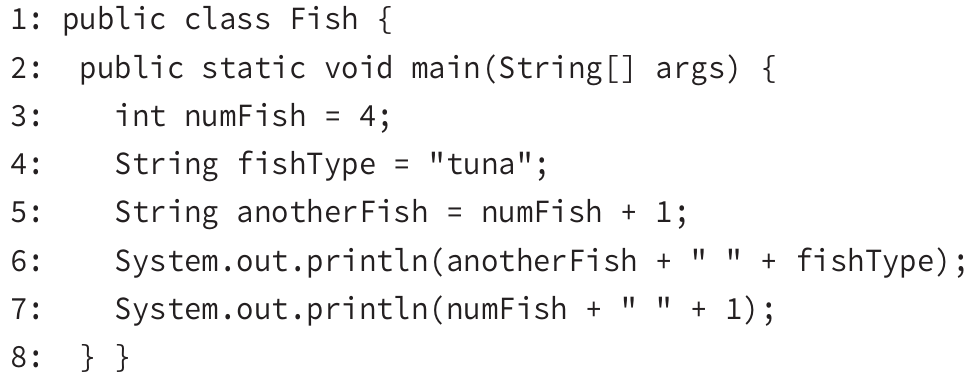 1: public class Fish {
2:  public static void main(String[] args) {
3:    int numFish = 4;
4:    String fishType = "tuna";
5:    String anotherFish = numFish + 1;
6:    System.out.println(anotherFish + " " + fishType);
7:    System.out.println(numFish + " " + 1);
8:  } }